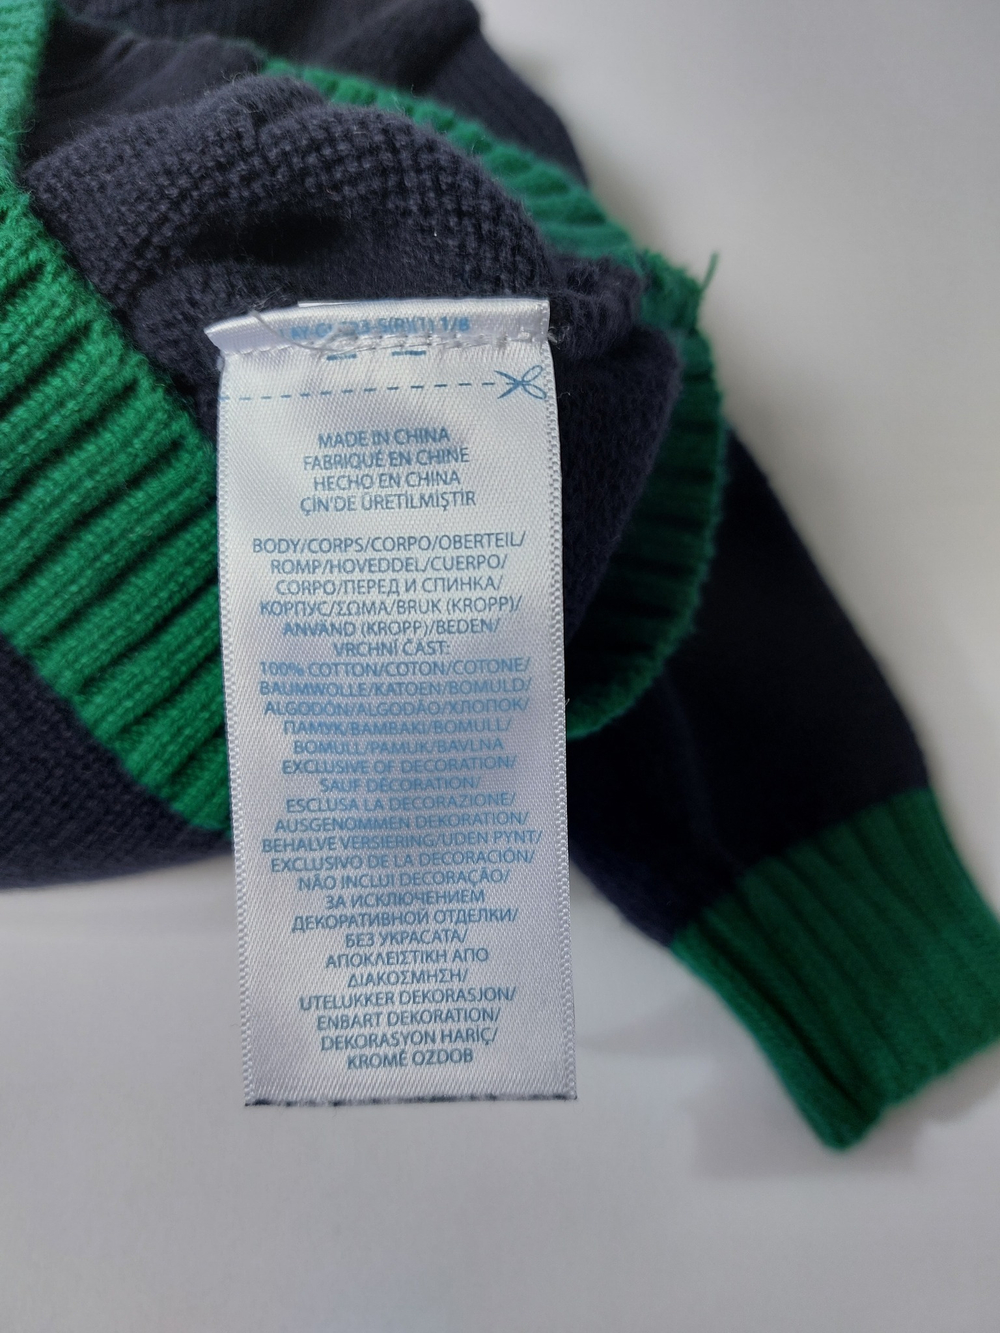 1/8
MADE IN CHINA
FABRIQUÉ EN CHINE
HECHO EN CHINA
ÇİN'DE ÜRETİLMİŞTİR
BODY/CORPS/CORPO/OBERTEIL/
ROMP/HOVEDDEL/CUERPO/
CORPO/ПЕРЕД И СПИНКА/
КОРПУС/ΣΩΜΑ/BRUK (KROPP)/
ANVÄND (KROPP)/BEDEN/
VRCHNÍ ČÁST:
100% COTTON/COTON/COTONE/
BAUMWOLLE/KATOEN/BOMULD/
ALGODÓN/ALGODÃO/ХЛОПОК/
ПАМУК/ΒΑΜΒΑΚΙ/BOMULL/
BOMULL/PAMUK/BAVLNA
EXCLUSIVE OF DECORATION/
SAUF DÉCORATION/
ESCLUSA LA DECORAZIONE/
AUSGENOMMEN DEKORATION/
BEHALVE VERSIERING/UDEN PYNT/
EXCLUSIVO DE LA DECORACIÓN/
NÃO INCLUI DECORAÇÃO/
ЗА ИСКЛЮЧЕНИЕМ
ДЕКОРАТИВНОЙ ОТДЕЛКИ/
БЕЗ УКРАСАТА/
ΑΠΟΚΛΕΙΣΤΙΚΗ ΑΠΟ
ΔΙΑΚΟΣΜΗΣΗ/
UTELUKKER DEKORASJON/
ENBART DEKORATION/
DEKORASYON HARİÇ/
KROMĚ OZDOB